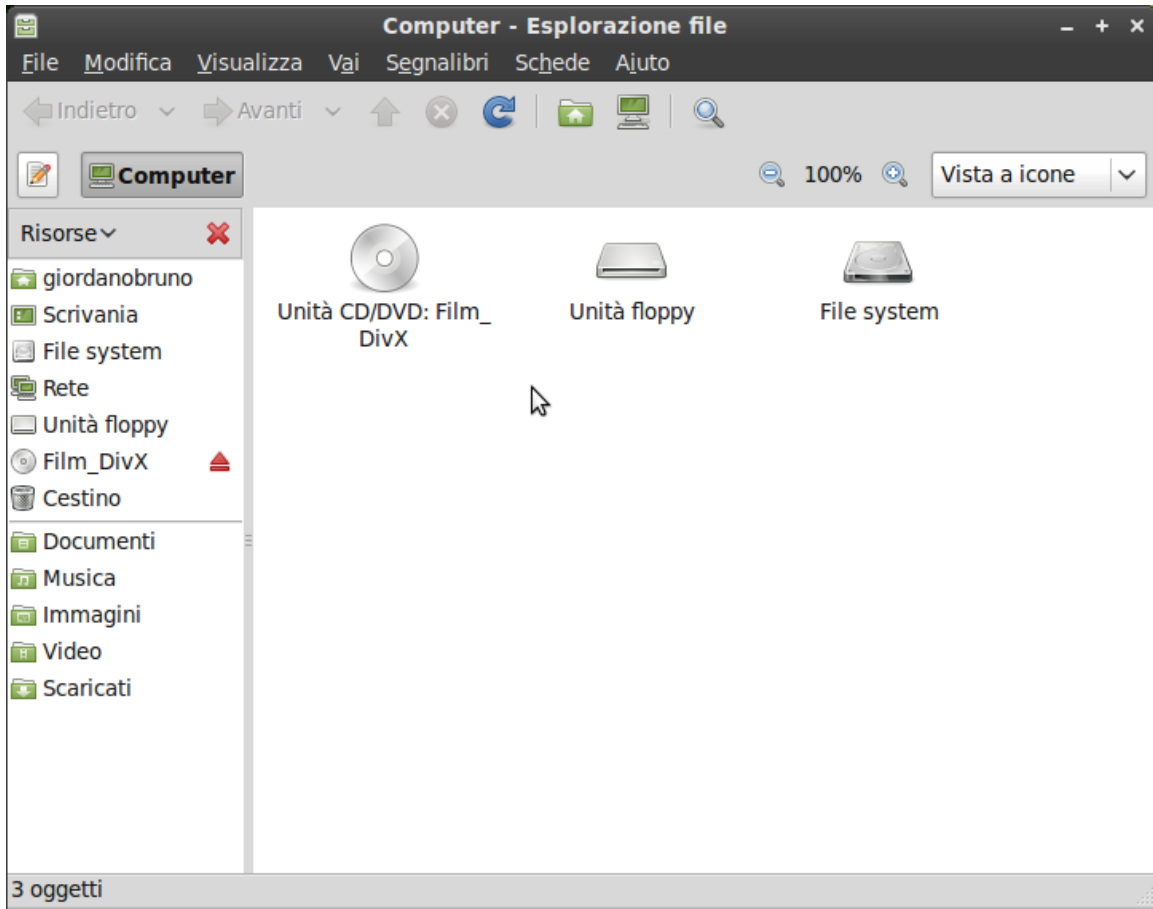 Computer - Esplorazione file
File Modifica Visualizza Vai Segnalibri Schede Aiuto
Indietro Avanti
Computer 100% Vista a icone
Risorse
giordanobruno
Scrivania
File system
Rete
Unità floppy
Film_DivX
Cestino
Documenti
Musica
Immagini
Video
Scaricati
Unità CD/DVD: Film_
DivX
Unità floppy
File system
3 oggetti